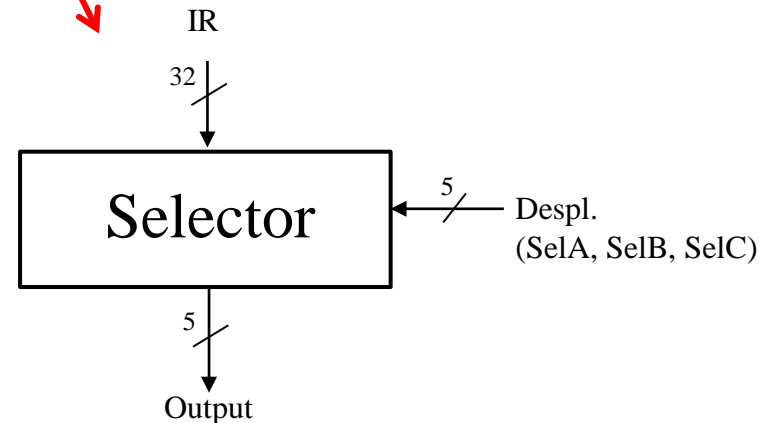 IR
32
Selector
5
Despl.
(SelA, SelB, SelC)
5
Output